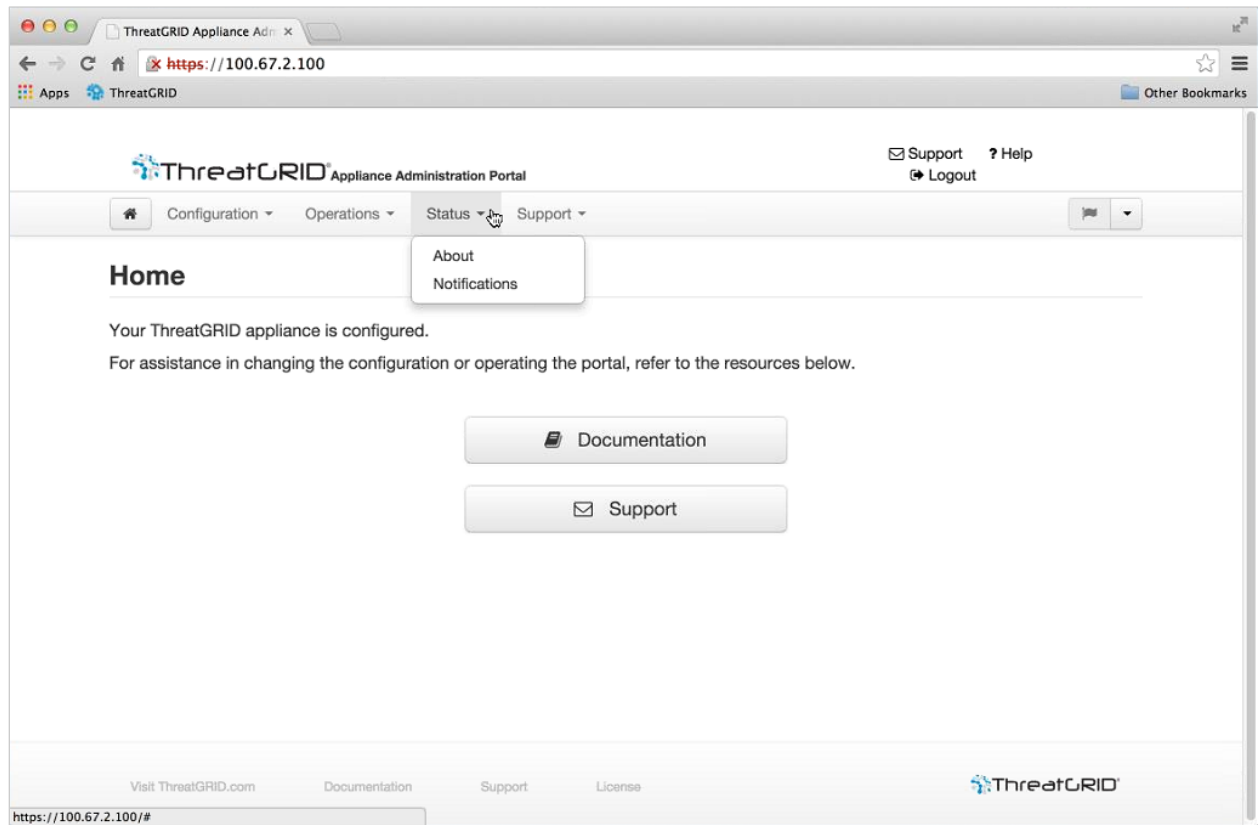 ThreatGRID Appliance Adm
https://100.67.2.100
Apps ThreatGRID Other Bookmarks
ThreatGRID® Appliance Administration Portal
Support ? Help
Logout
Configuration Operations Status Support
About
Notifications
Home
Your ThreatGRID appliance is configured.
For assistance in changing the configuration or operating the portal, refer to the resources below.
Documentation
Support
Visit ThreatGRID.com Documentation Support License ThreatGRID®
https://100.67.2.100/#